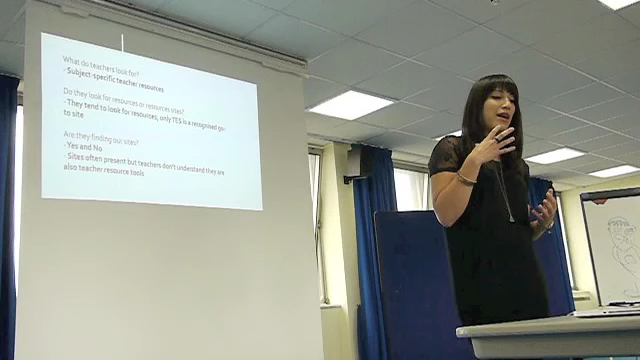 What do teachers look for?
- Subject-specific teacher resources
Do they look for resources or resources sites?
- They tend to look for resources, only TES is a recognised go-
to site
Are they finding our sites?
- Yes and No
- Sites often present but teachers don't understand they are
also teacher resource tools